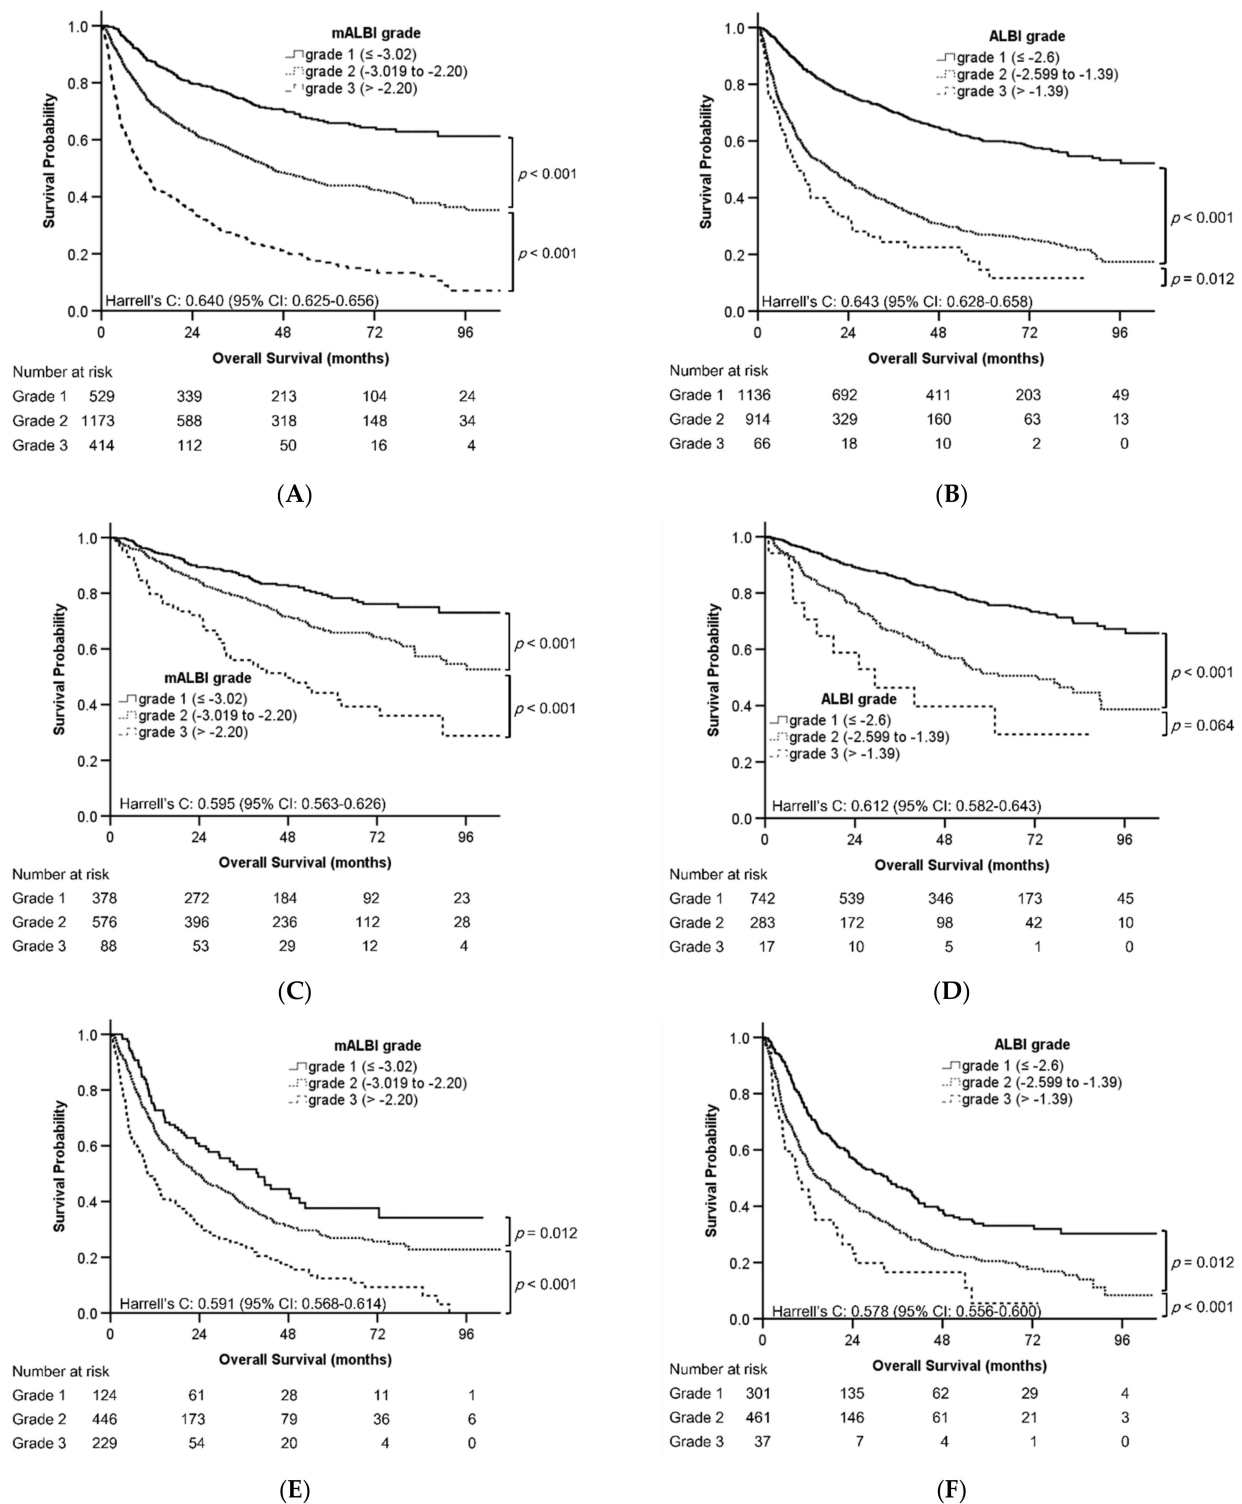 mALBI grade
grade 1 (≤ -3.02)
grade 2 (-3.019 to -2.20)
grade 3 (> -2.20)
Survival Probability
1.0
0.8
0.6
0.4
0.2
0.0
p < 0.001
p < 0.001
Harrell's C: 0.640 (95% CI: 0.625-0.656)
0 24 48 72 96
Overall Survival (months)
Number at risk
Grade 1 529 339 213 104 24
Grade 2 1173 588 318 148 34
Grade 3 414 112 50 16 4
(A)
ALBI grade
grade 1 (≤ -2.6)
grade 2 (-2.599 to -1.39)
grade 3 (> -1.39)
Survival Probability
1.0
0.8
0.6
0.4
0.2
0.0
p < 0.001
p = 0.012
Harrell's C: 0.643 (95% CI: 0.628-0.658)
0 24 48 72 96
Overall Survival (months)
Number at risk
Grade 1 1136 692 411 203 49
Grade 2 914 329 160 63 13
Grade 3 66 18 10 2 0
(B)
Survival Probability
1.0
0.8
0.6
0.4
0.2
0.0
mALBI grade
grade 1 (≤ -3.02)
grade 2 (-3.019 to -2.20)
grade 3 (> -2.20)
p < 0.001
p < 0.001
Harrell's C: 0.595 (95% CI: 0.563-0.626)
0 24 48 72 96
Overall Survival (months)
Number at risk
Grade 1 378 272 184 92 23
Grade 2 576 396 236 112 28
Grade 3 88 53 29 12 4
(C)
Survival Probability
1.0
0.8
0.6
0.4
0.2
0.0
ALBI grade
grade 1 (≤ -2.6)
grade 2 (-2.599 to -1.39)
grade 3 (> -1.39)
p < 0.001
p = 0.064
Harrell's C: 0.612 (95% CI: 0.582-0.643)
0 24 48 72 96
Overall Survival (months)
Number at risk
Grade 1 742 539 346 173 45
Grade 2 283 172 98 42 10
Grade 3 17 10 5 1 0
(D)
mALBI grade
grade 1 (≤ -3.02)
grade 2 (-3.019 to -2.20)
grade 3 (> -2.20)
Survival Probability
1.0
0.8
0.6
0.4
0.2
0.0
p = 0.012
p < 0.001
Harrell's C: 0.591 (95% CI: 0.568-0.614)
0 24 48 72 96
Overall Survival (months)
Number at risk
Grade 1 124 61 28 11 1
Grade 2 446 173 79 36 6
Grade 3 229 54 20 4 0
(E)
ALBI grade
grade 1 (≤ -2.6)
grade 2 (-2.599 to -1.39)
grade 3 (> -1.39)
Survival Probability
1.0
0.8
0.6
0.4
0.2
0.0
p = 0.012
p < 0.001
Harrell's C: 0.578 (95% CI: 0.556-0.600)
0 24 48 72 96
Overall Survival (months)
Number at risk
Grade 1 301 135 62 29 4
Grade 2 461 146 61 21 3
Grade 3 37 7 4 1 0
(F)